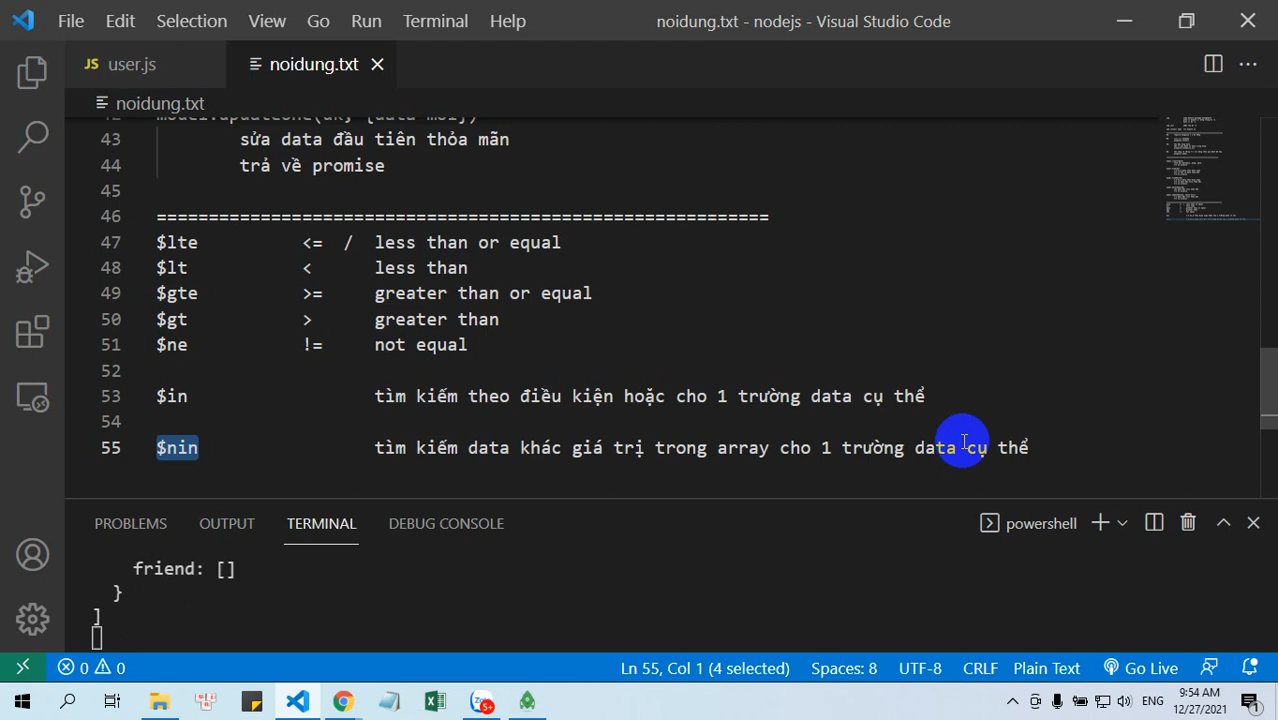 File Edit Selection View Go Run Terminal Help noidung.txt - nodejs - Visual Studio Code
JS user.js noidung.txt
noidung.txt
43 sửa data đầu tiên thỏa mãn
44 trả về promise
45
46 ===========================================================
47 $lte <= / less than or equal
48 $lt < less than
49 $gte >= greater than or equal
50 $gt > greater than
51 $ne != not equal
52
53 $in tìm kiếm theo điều kiện hoặc cho 1 trường data cụ thể
54
55 $nin tìm kiếm data khác giá trị trong array cho 1 trường data cụ thể
PROBLEMS OUTPUT TERMINAL DEBUG CONSOLE powershell
friend: []
}
]
0 0 Ln 55, Col 1 (4 selected) Spaces: 8 UTF-8 CRLF Plain Text Go Live
Zalo 5+ ENG 9:54 AM
12/27/2021 1